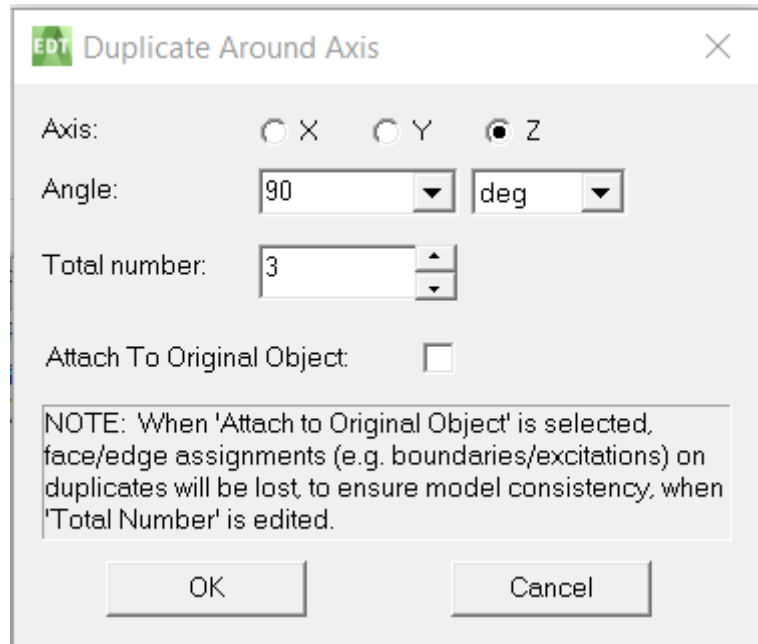 EDT Duplicate Around Axis
Axis: X Y Z
Angle: 90 deg
Total number: 3
Attach To Original Object:
NOTE: When 'Attach to Original Object' is selected,
face/edge assignments (e.g. boundaries/excitations) on
duplicates will be lost, to ensure model consistency, when
'Total Number' is edited.
OK Cancel